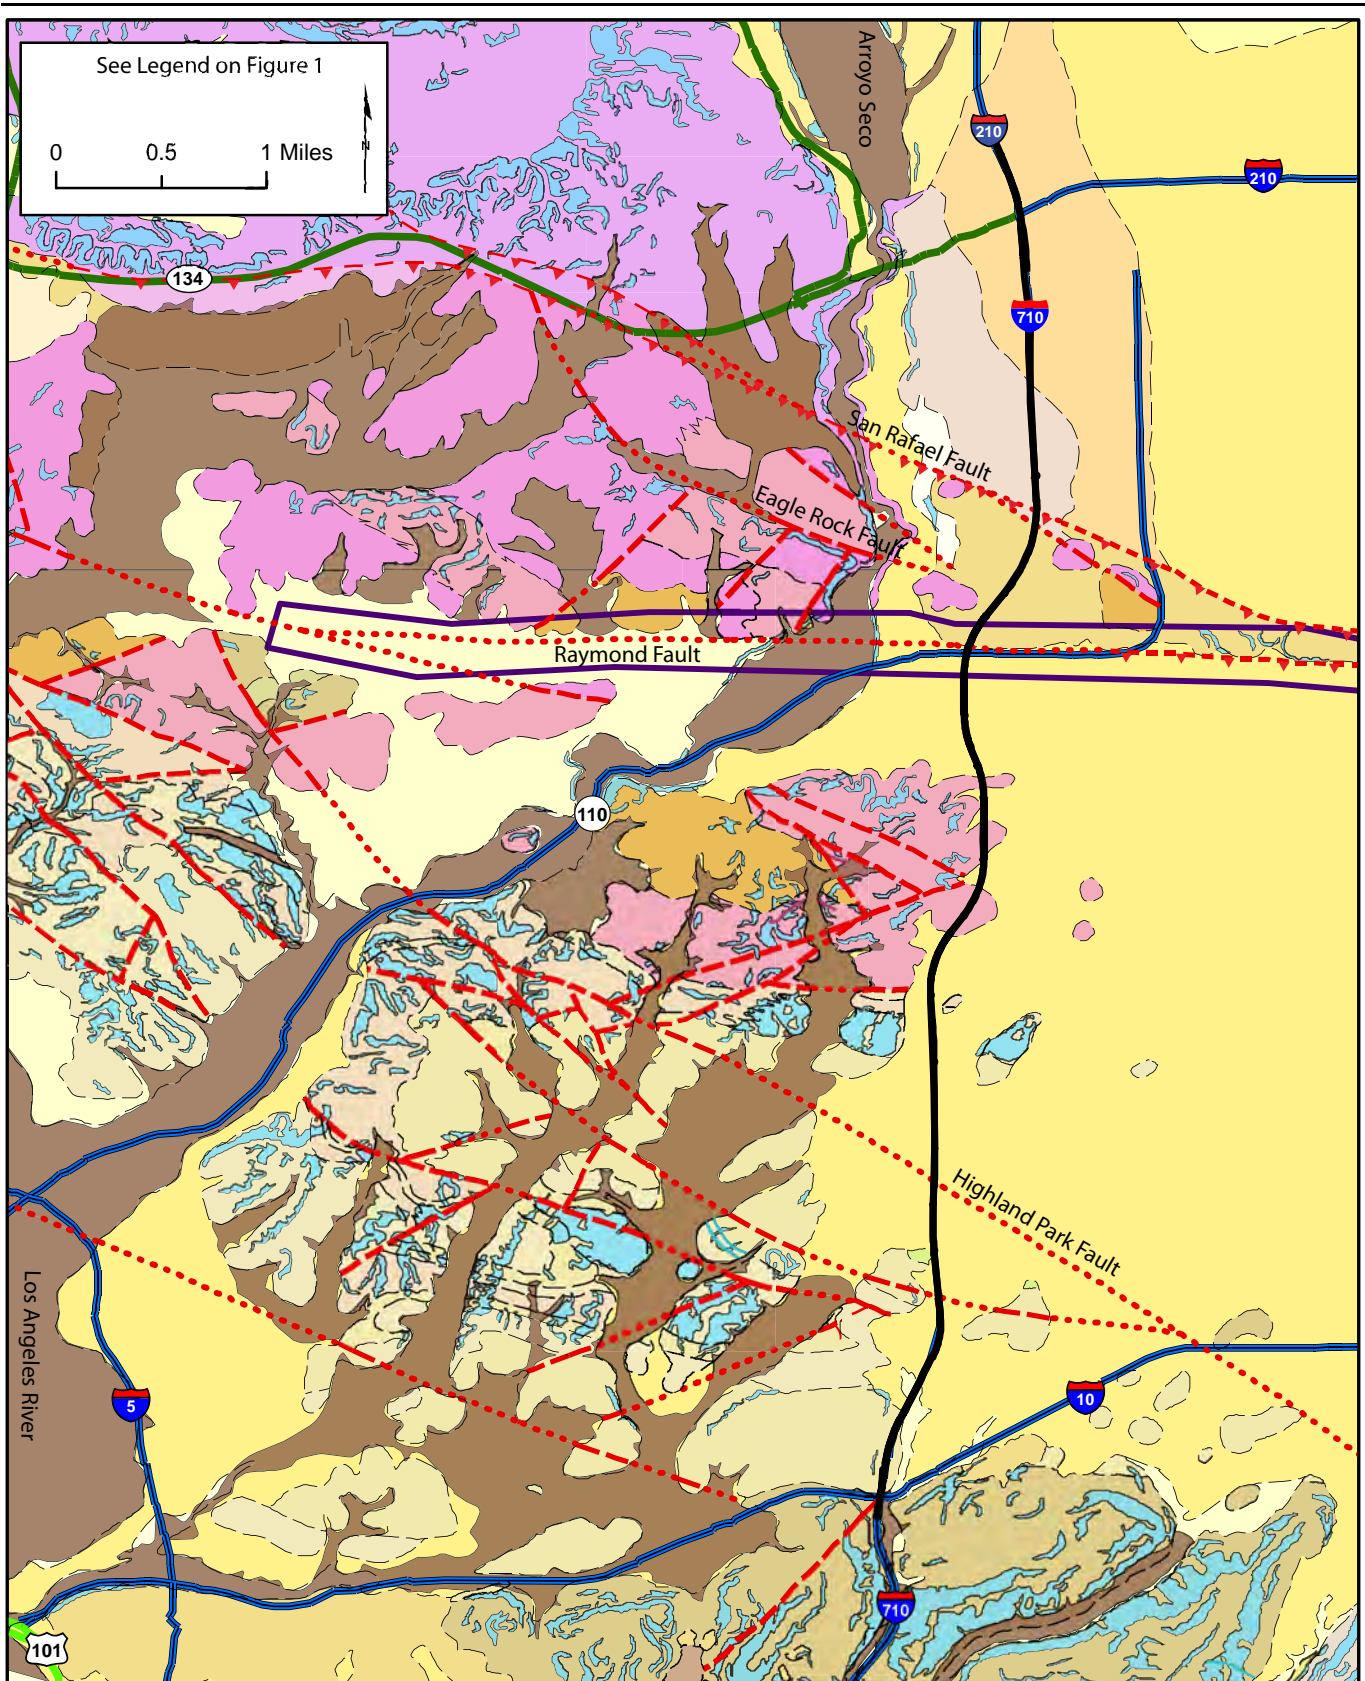 See Legend on Figure 1
0 0.5 1 Miles
N
Arroyo Seco
210
210
134
710
San Rafael Fault
Eagle Rock Fault
Raymond Fault
110
Highland Park Fault
Los Angeles River
5
10
710
101